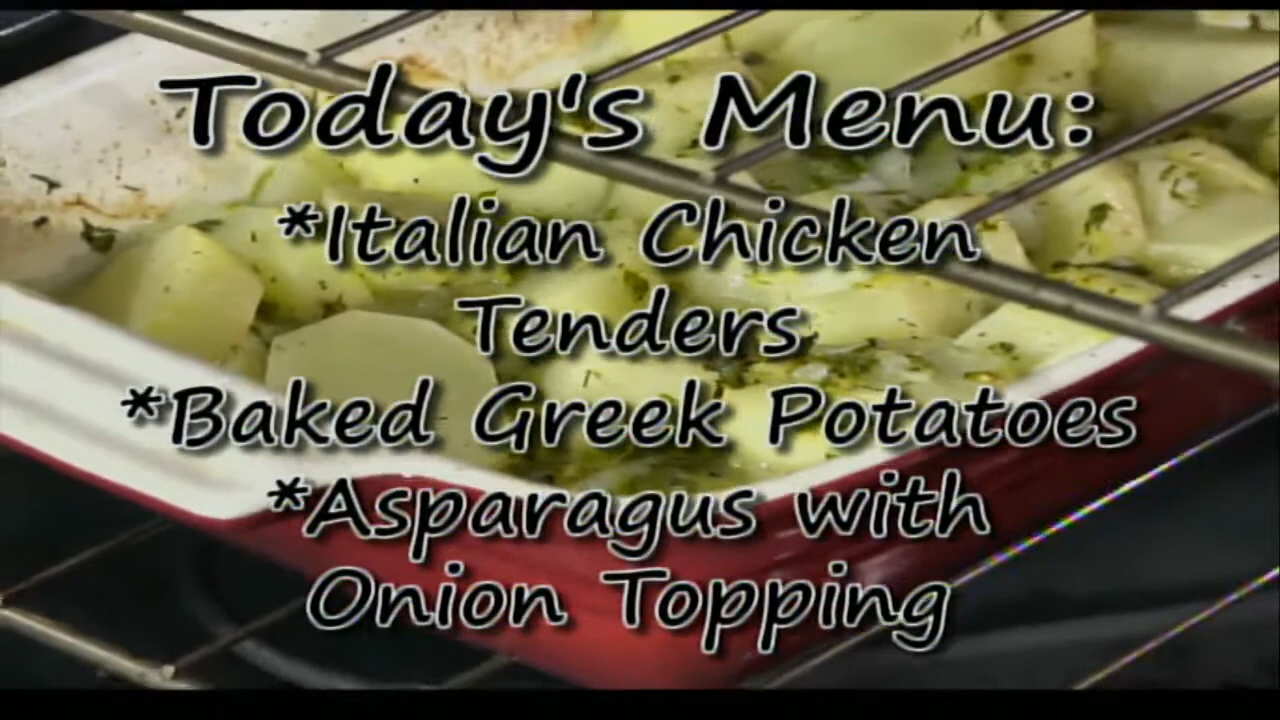 Today's Menu:
*Italian Chicken
Tenders
*Baked Greek Potatoes
*Asparagus with
Onion Topping